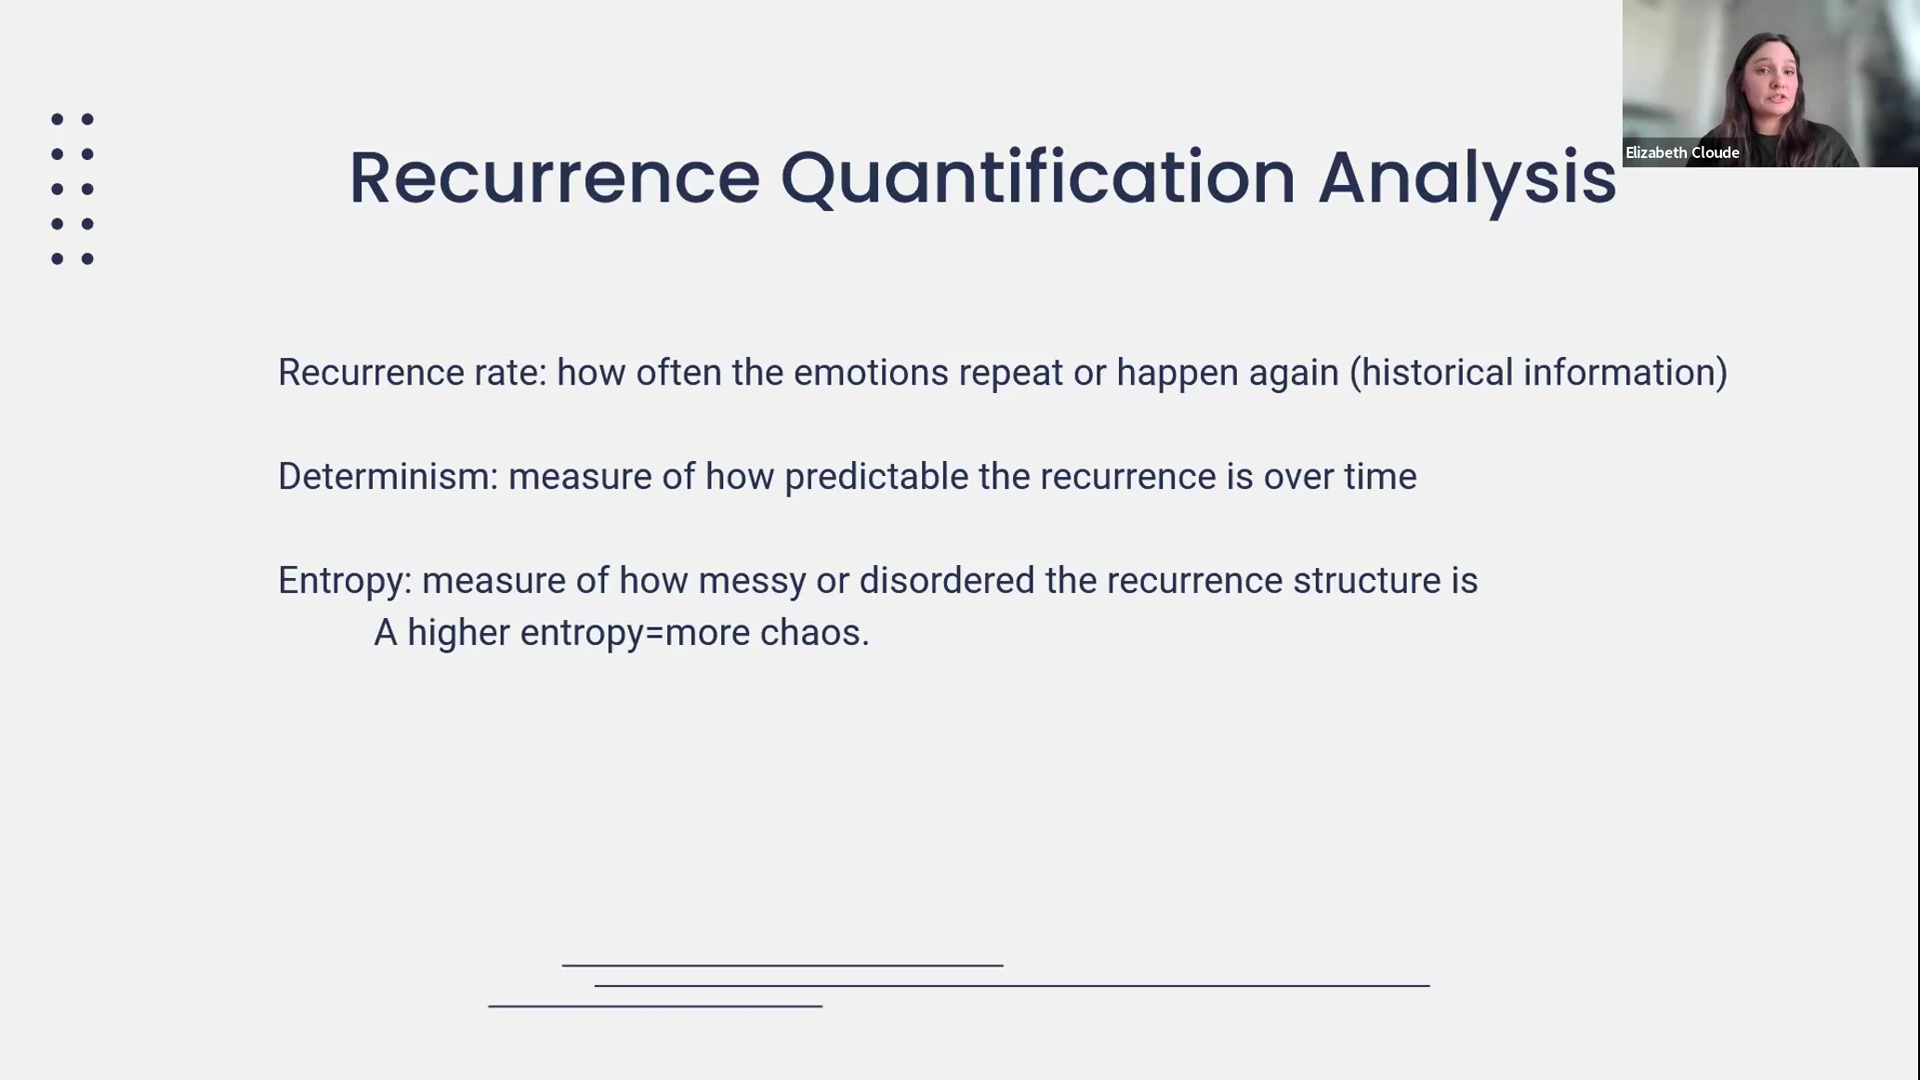 Elizabeth Cloude
Recurrence Quantification Analysis
Recurrence rate: how often the emotions repeat or happen again (historical information)
Determinism: measure of how predictable the recurrence is over time
Entropy: measure of how messy or disordered the recurrence structure is
A higher entropy=more chaos.